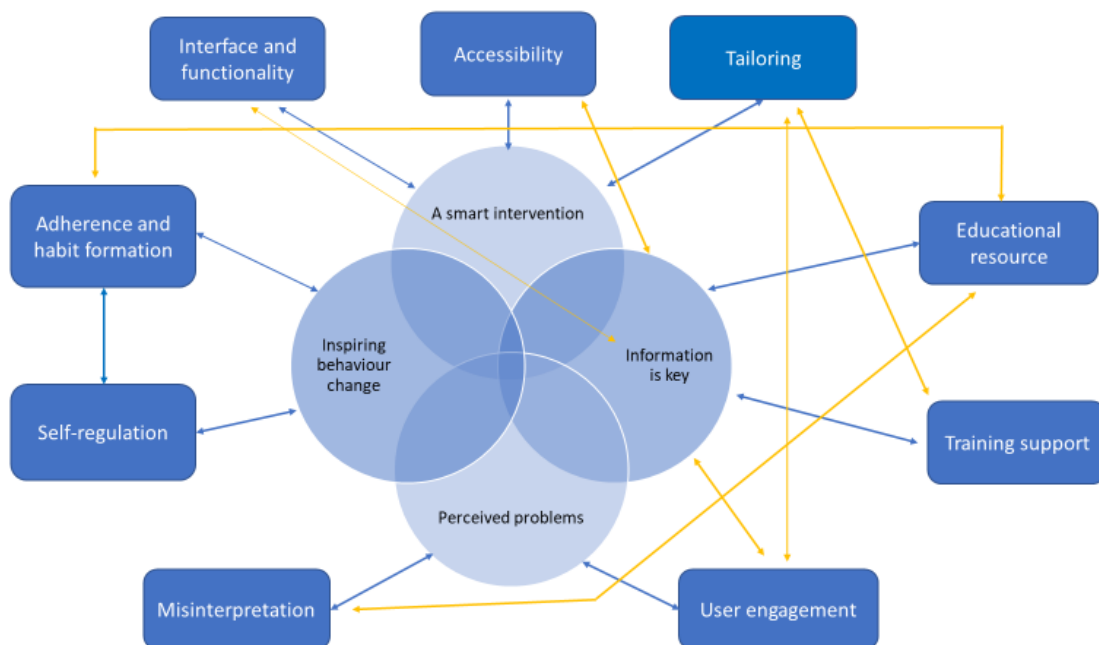 Interface and
functionality
Accessibility
Tailoring
A smart intervention
Adherence and
habit formation
Educational
resource
Inspiring
behaviour
change
Information
is key
Self-regulation
Training support
Perceived problems
Misinterpretation
User engagement